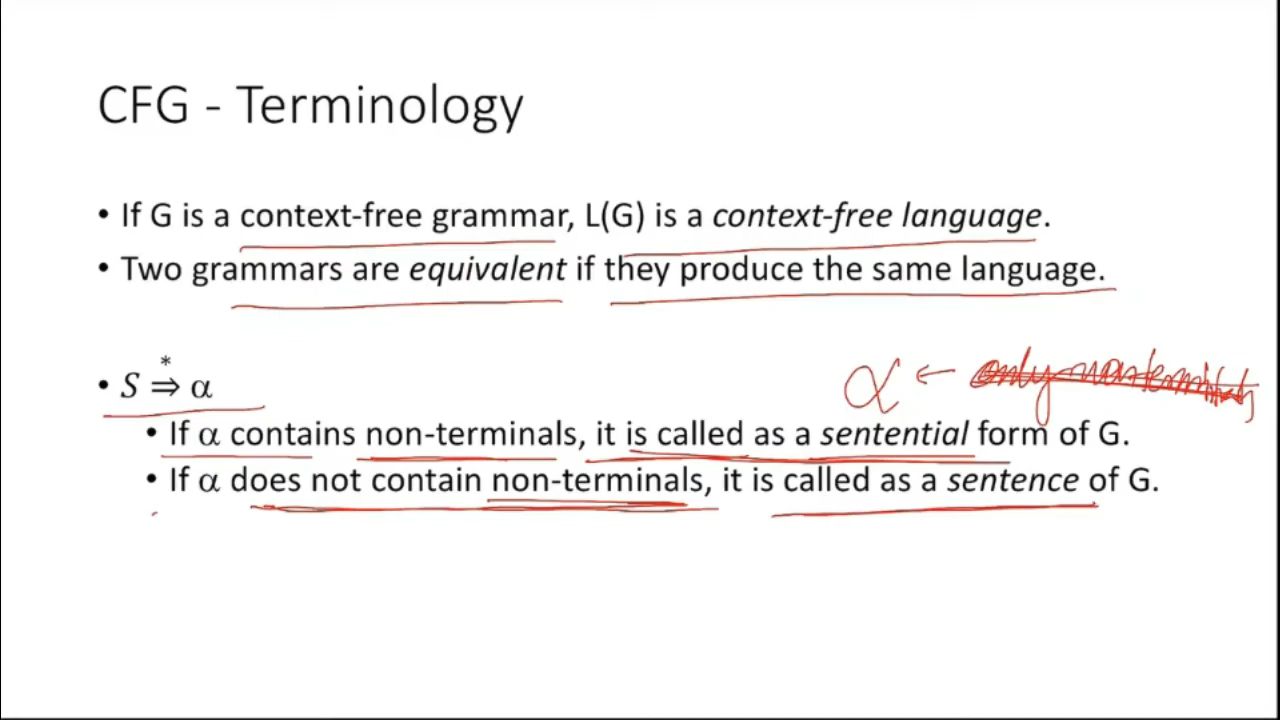 CFG - Terminology
• If G is a context-free grammar, L(G) is a context-free language.
• Two grammars are equivalent if they produce the same language.
• S ⇒* α
α ← only nonterminals
• If α contains non-terminals, it is called as a sentential form of G.
• If α does not contain non-terminals, it is called as a sentence of G.